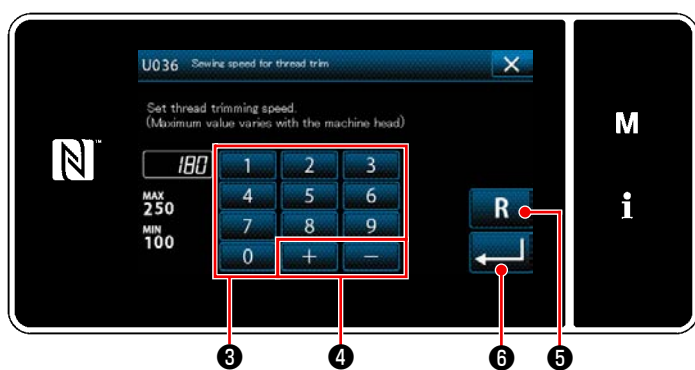 U036 Sewing speed for thread trim
Set thread trimming speed.
(Maximum value varies with the machine head)
180 1 2 3
MAX
250
4 5 6
MIN
100
7 8 9
0 + −
R
M
i
N™
❸ ❹ ❻ ❺